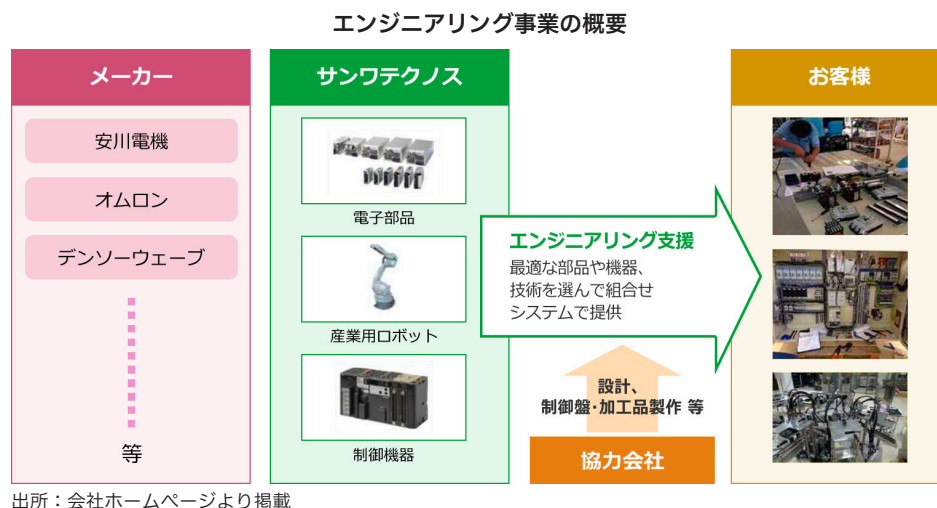 エンジニアリング事業の概要
メーカー
安川電機
オムロン
デンソーウェーブ
等
サンワテクノス
電子部品
産業用ロボット
制御機器
エンジニアリング支援
最適な部品や機器、
技術を選んで組合せ
システムで提供
設計、
制御盤・加工品製作 等
協力会社
お客様
出所：会社ホームページより掲載